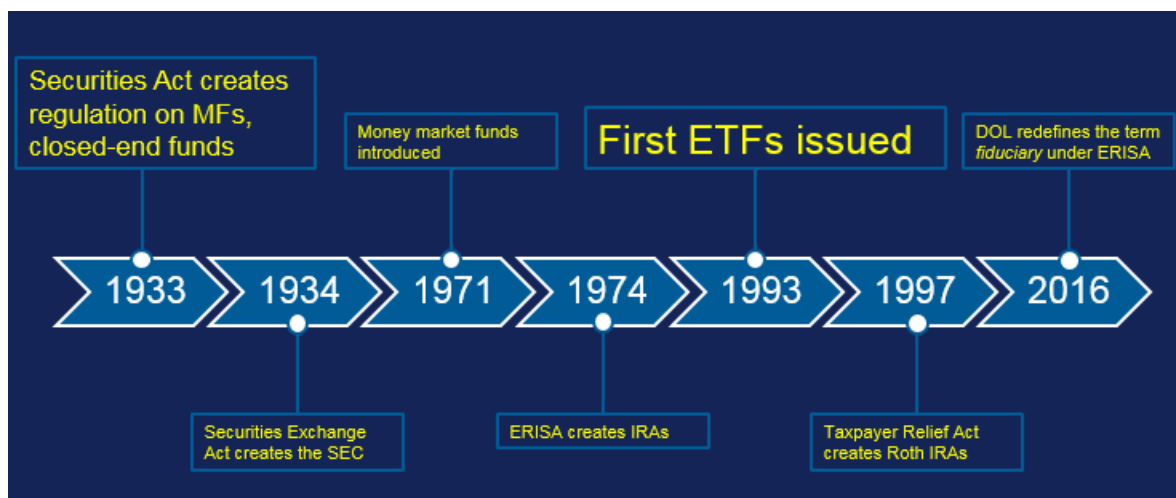 Securities Act creates
regulation on MFs,
closed-end funds
Money market funds
introduced
First ETFs issued
DOL redefines the term
fiduciary under ERISA
1933
1934
1971
1974
1993
1997
2016
Securities Exchange
Act creates the SEC
ERISA creates IRAs
Taxpayer Relief Act
creates Roth IRAs